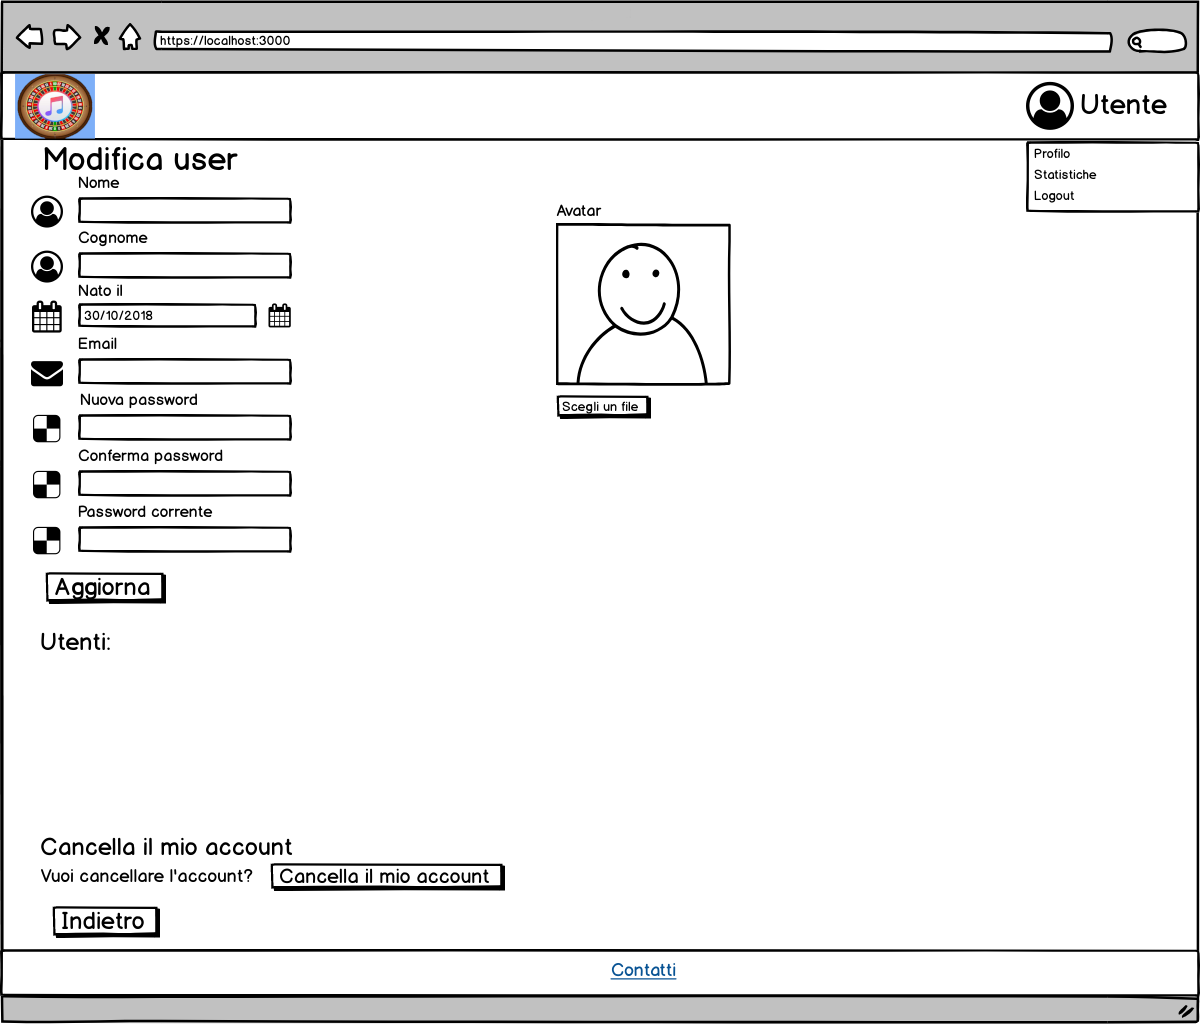 https://localhost:3000
Utente
Profilo
Statistiche
Logout
Modifica user
Nome
Cognome
Nato il
30/10/2018
Email
Nuova password
Conferma password
Password corrente
Avatar
Scegli un file
Aggiorna
Utenti:
Cancella il mio account
Vuoi cancellare l'account? Cancella il mio account
Indietro
Contatti